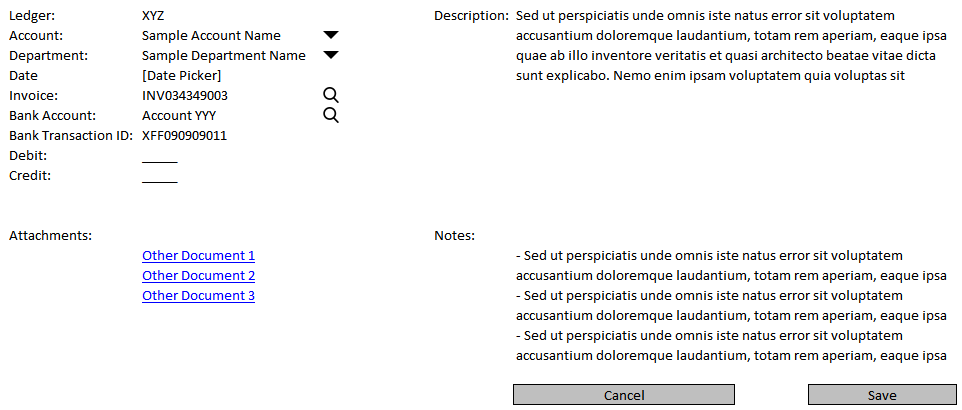 Ledger: XYZ
Account: Sample Account Name
Department: Sample Department Name
Date [Date Picker]
Invoice: INV034349003
Bank Account: Account YYY
Bank Transaction ID: XFF090909011
Debit: _____
Credit: _____
Description: Sed ut perspiciatis unde omnis iste natus error sit voluptatem
accusantium doloremque laudantium, totam rem aperiam, eaque ipsa
quae ab illo inventore veritatis et quasi architecto beatae vitae dicta
sunt explicabo. Nemo enim ipsam voluptatem quia voluptas sit
Attachments:
Other Document 1
Other Document 2
Other Document 3
Notes:
- Sed ut perspiciatis unde omnis iste natus error sit voluptatem
accusantium doloremque laudantium, totam rem aperiam, eaque ipsa
- Sed ut perspiciatis unde omnis iste natus error sit voluptatem
accusantium doloremque laudantium, totam rem aperiam, eaque ipsa
- Sed ut perspiciatis unde omnis iste natus error sit voluptatem
accusantium doloremque laudantium, totam rem aperiam, eaque ipsa
Cancel
Save